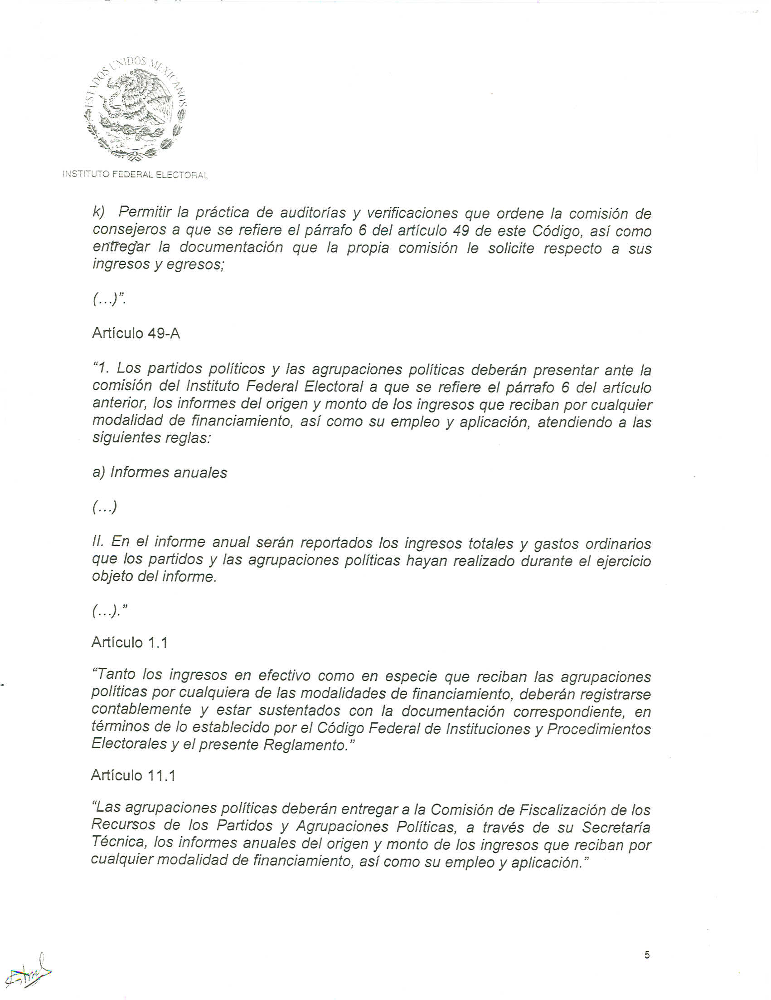 ESTADOS UNIDOS MEXICANOS
INSTITUTO FEDERAL ELECTORAL
k) Permitir la práctica de auditorías y verificaciones que ordene la comisión de
consejeros a que se refiere el párrafo 6 del artículo 49 de este Código, así como
entregar la documentación que la propia comisión le solicite respecto a sus
ingresos y egresos;
(...)”.
Artículo 49-A
“1. Los partidos políticos y las agrupaciones políticas deberán presentar ante la
comisión del Instituto Federal Electoral a que se refiere el párrafo 6 del artículo
anterior, los informes del origen y monto de los ingresos que reciban por cualquier
modalidad de financiamiento, así como su empleo y aplicación, atendiendo a las
siguientes reglas:
a) Informes anuales
(...)
II. En el informe anual serán reportados los ingresos totales y gastos ordinarios
que los partidos y las agrupaciones políticas hayan realizado durante el ejercicio
objeto del informe.
(...).”
Artículo 1.1
“Tanto los ingresos en efectivo como en especie que reciban las agrupaciones
políticas por cualquiera de las modalidades de financiamiento, deberán registrarse
contablemente y estar sustentados con la documentación correspondiente, en
términos de lo establecido por el Código Federal de Instituciones y Procedimientos
Electorales y el presente Reglamento.”
Artículo 11.1
“Las agrupaciones políticas deberán entregar a la Comisión de Fiscalización de los
Recursos de los Partidos y Agrupaciones Políticas, a través de su Secretaría
Técnica, los informes anuales del origen y monto de los ingresos que reciban por
cualquier modalidad de financiamiento, así como su empleo y aplicación.”
5